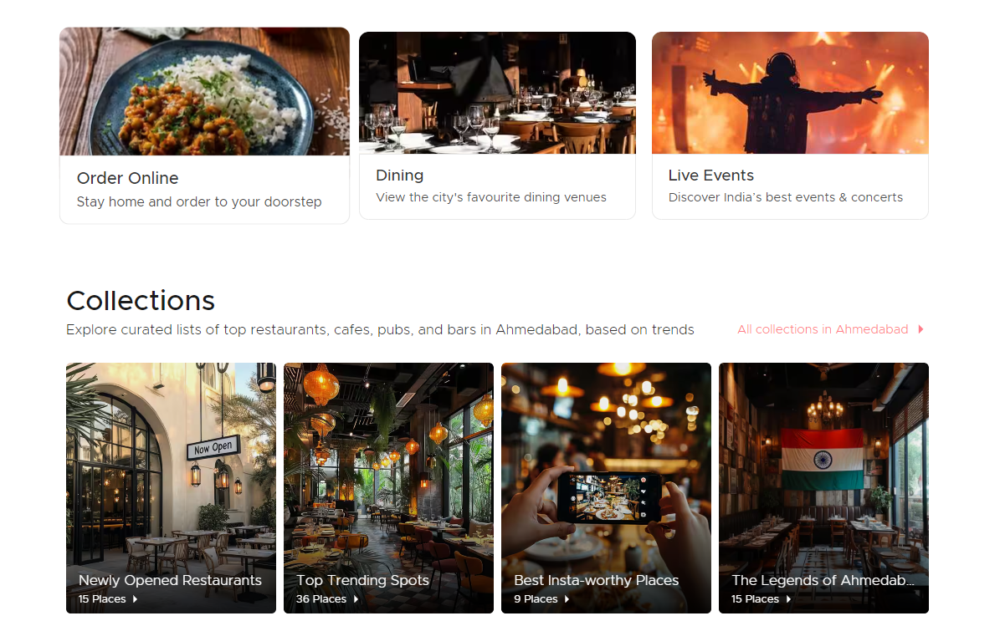 Order Online
Stay home and order to your doorstep
Dining
View the city's favourite dining venues
Live Events
Discover India's best events & concerts
Collections
Explore curated lists of top restaurants, cafes, pubs, and bars in Ahmedabad, based on trends
All collections in Ahmedabad
Now Open
Newly Opened Restaurants
15 Places
Top Trending Spots
36 Places
Best Insta-worthy Places
9 Places
The Legends of Ahmedab...
15 Places